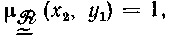 μ_ℛ̰ (x₂, y₁) = 1,